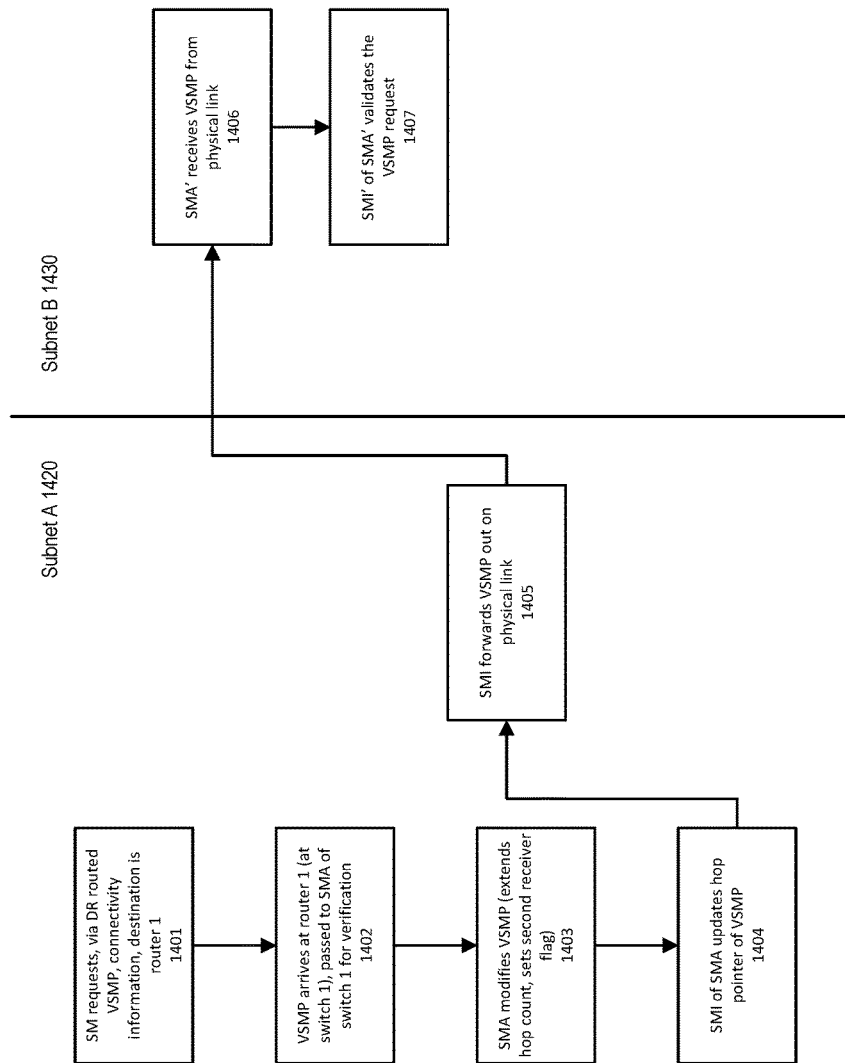 Subnet A 1420
SM requests, via DR routed
VSMP, connectivity
information, destination is
router 1
1401
VSMP arrives at router 1 (at
switch 1), passed to SMA of
switch 1 for verification
1402
SMA modifies VSMP (extends
hop count, sets second receiver
flag)
1403
SMI of SMA updates hop
pointer of VSMP
1404
SMI forwards VSMP out on
physical link
1405
Subnet B 1430
SMA’ receives VSMP from
physical link
1406
SMI’ of SMA’ validates the
VSMP request
1407